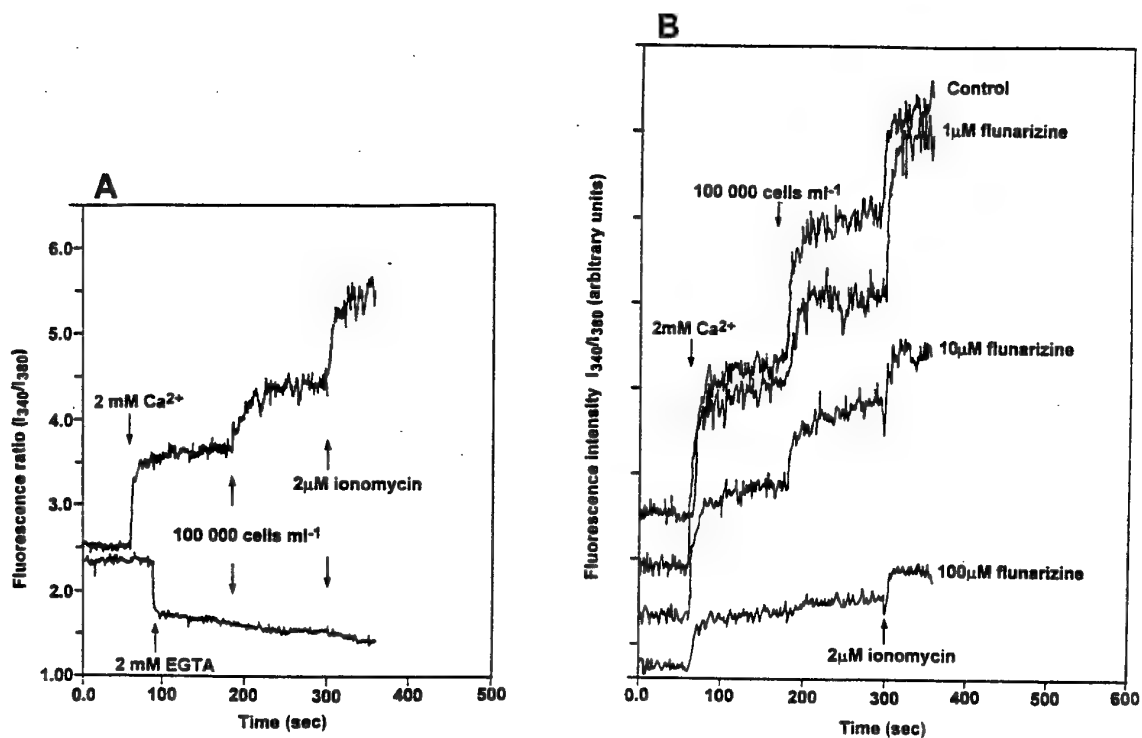 A
Fluorescence ratio (I340/I380)
6.0
5.0
4.0
3.0
2.0
1.00
2 mM Ca2+
2µM ionomycin
100 000 cells ml-1
2 mM EGTA
0.0 100 200 300 400 500
Time (sec)
B
Fluorescence intensity I340/I380 (arbitrary units)
Control
1µM flunarizine
100 000 cells ml-1
2mM Ca2+
10µM flunarizine
100µM flunarizine
2µM ionomycin
0.0 100 200 300 400 500 600
Time (sec)